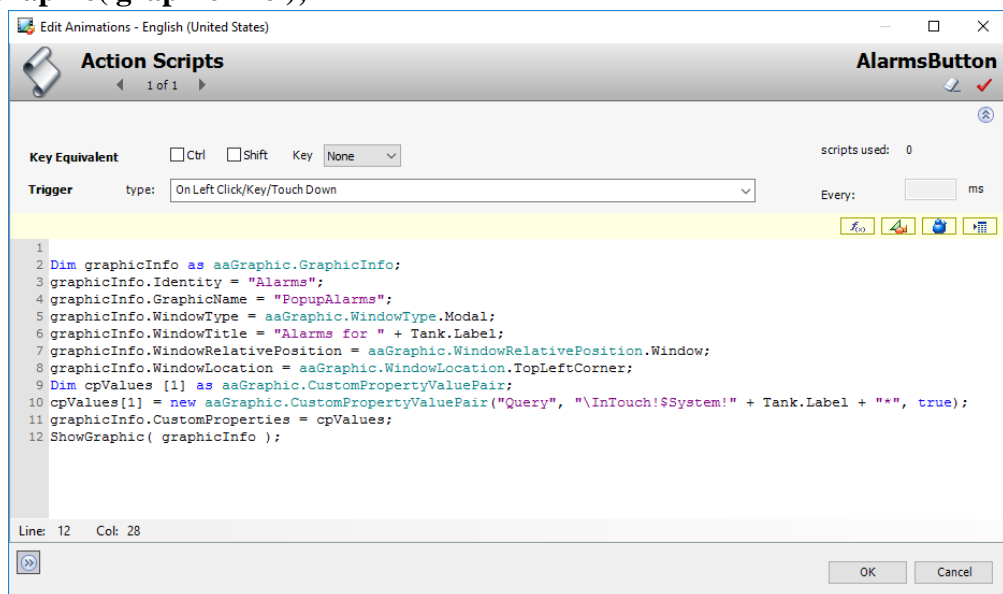 graphic( graphicInfo );
Edit Animations - English (United States)
Action Scripts
AlarmsButton
1 of 1
Key Equivalent
Ctrl
Shift
Key
None
scripts used: 0
Trigger
type:
On Left Click/Key/Touch Down
Every:
ms
f(x)
1
2 Dim graphicInfo as aaGraphic.GraphicInfo;
3 graphicInfo.Identity = "Alarms";
4 graphicInfo.GraphicName = "PopupAlarms";
5 graphicInfo.WindowType = aaGraphic.WindowType.Modal;
6 graphicInfo.WindowTitle = "Alarms for " + Tank.Label;
7 graphicInfo.WindowRelativePosition = aaGraphic.WindowRelativePosition.Window;
8 graphicInfo.WindowLocation = aaGraphic.WindowLocation.TopLeftCorner;
9 Dim cpValues [1] as aaGraphic.CustomPropertyValuePair;
10 cpValues[1] = new aaGraphic.CustomPropertyValuePair("Query", "\InTouch!$System!" + Tank.Label + "*", true);
11 graphicInfo.CustomProperties = cpValues;
12 ShowGraphic( graphicInfo );
Line: 12 Col: 28
OK
Cancel